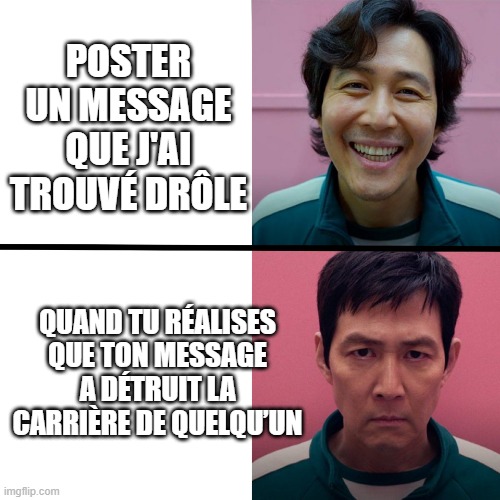 POSTER
UN MESSAGE
QUE J'AI
TROUVÉ DRÔLE
QUAND TU RÉALISES
QUE TON MESSAGE
A DÉTRUIT LA
CARRIÈRE DE QUELQU’UN
imgflip.com